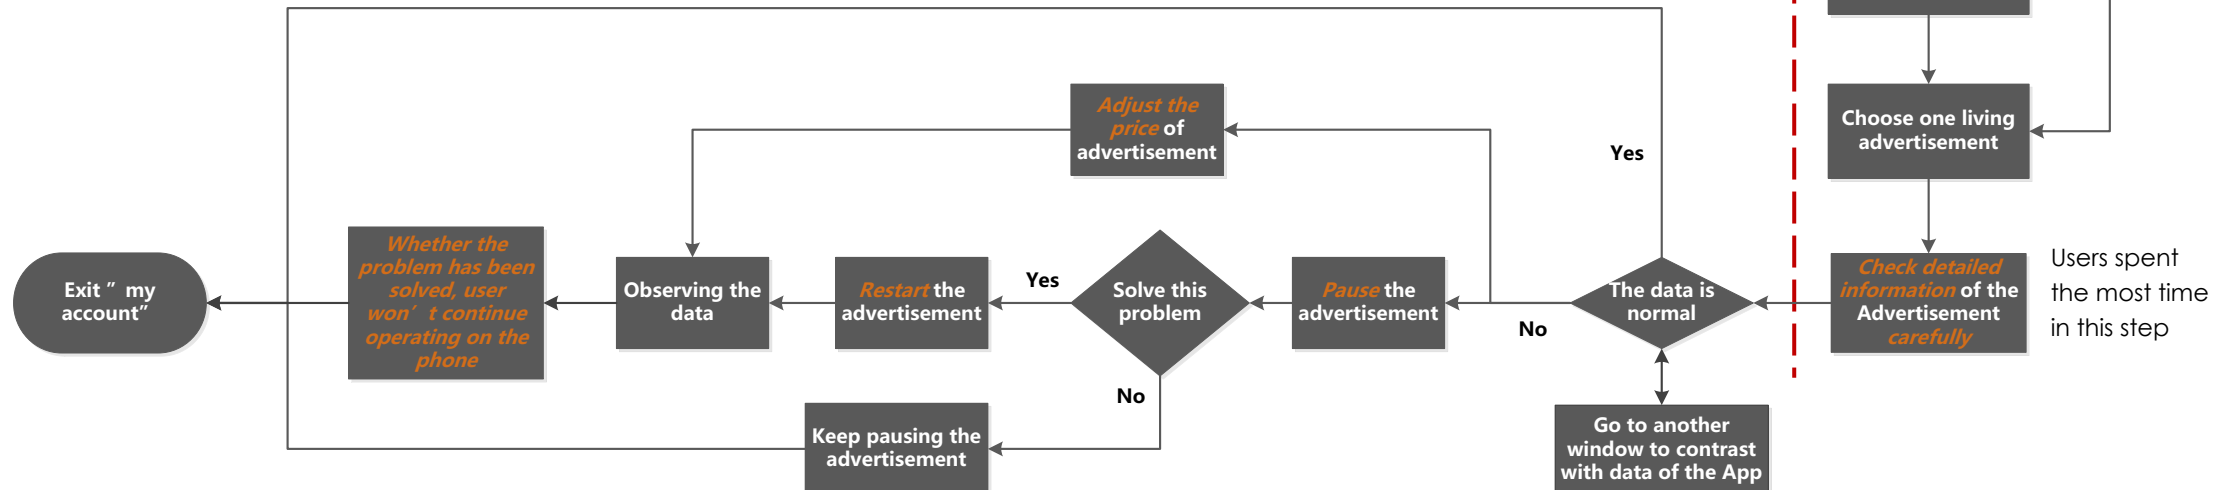 Choose one living
advertisement
Adjust the
price of
advertisement
Yes
Exit ” my
account”
Whether the
problem has been
solved, user
won’ t continue
operating on the
phone
Observing the
data
Restart the
advertisement
Yes
Solve this
problem
No
Pause the
advertisement
No
The data is
normal
Check detailed
information of the
Advertisement
carefully
Users spent
the most time
in this step
Keep pausing the
advertisement
Go to another
window to contrast
with data of the App